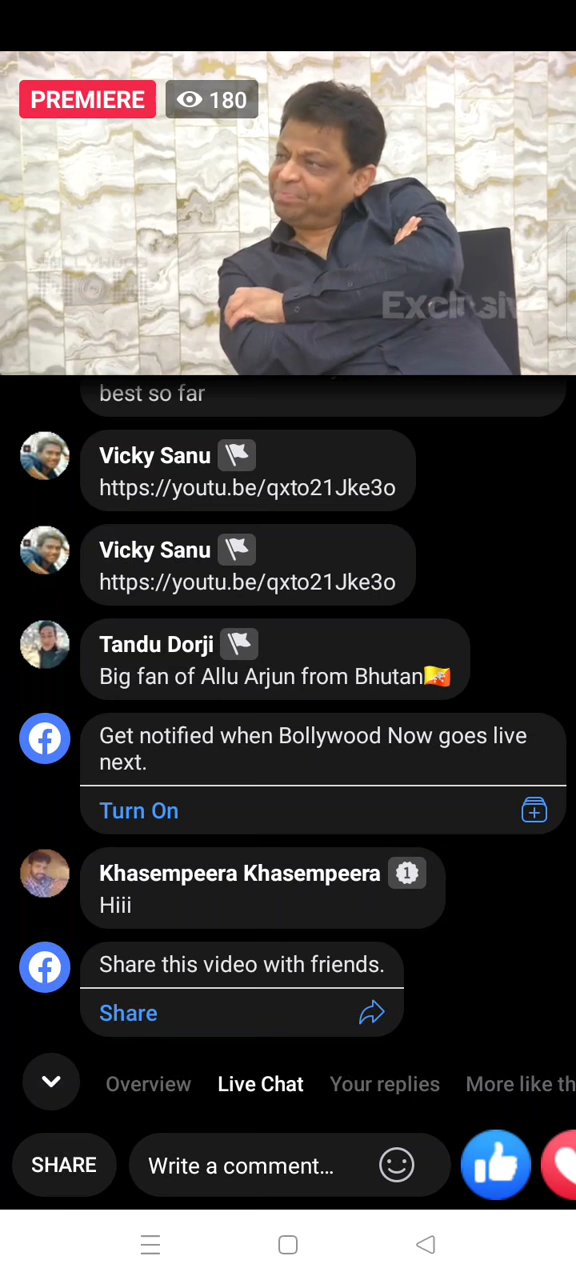 PREMIERE
180
Exclusiv
best so far
Vicky Sanu
https://youtu.be/qxto21Jke3o
Vicky Sanu
https://youtu.be/qxto21Jke3o
Tandu Dorji
Big fan of Allu Arjun from Bhutan🇧🇹
Get notified when Bollywood Now goes live
next.
Turn On
Khasempeera Khasempeera 1
Hiii
Share this video with friends.
Share
Overview Live Chat Your replies More like th
SHARE Write a comment...